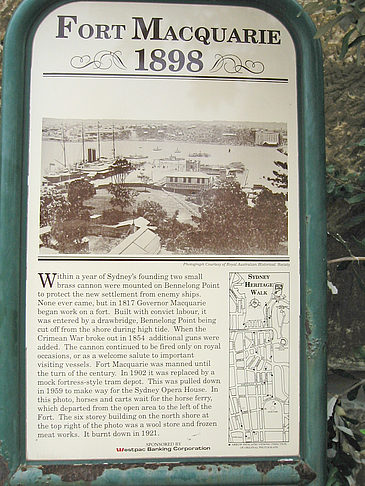 FORT MACQUARIE
1898
Photograph Courtesy of Royal Australian Historical Society
Within a year of Sydney's founding two small
brass cannon were mounted on Bennelong Point
to protect the new settlement from enemy ships.
None ever came, but in 1817 Governor Macquarie
began work on a fort. Built with convict labour, it
was entered by a drawbridge, Bennelong Point being
cut off from the shore during high tide. When the
Crimean War broke out in 1854 additional guns were
added. The cannon continued to be fired only on royal
occasions, or as a welcome salute to important
visiting vessels. Fort Macquarie was manned until
the turn of the century. In 1902 it was replaced by a
mock fortress-style tram depot. This was pulled down
in 1959 to make way for the Sydney Opera House. In
this photo, horses and carts wait for the horse ferry,
which departed from the open area to the left of the
Fort. The six storey building on the north shore at
the top right of the photo was a wool store and frozen
meat works. It burnt down in 1921.
SYDNEY
HERITAGE
WALK
SPONSORED BY
Westpac Banking Corporation